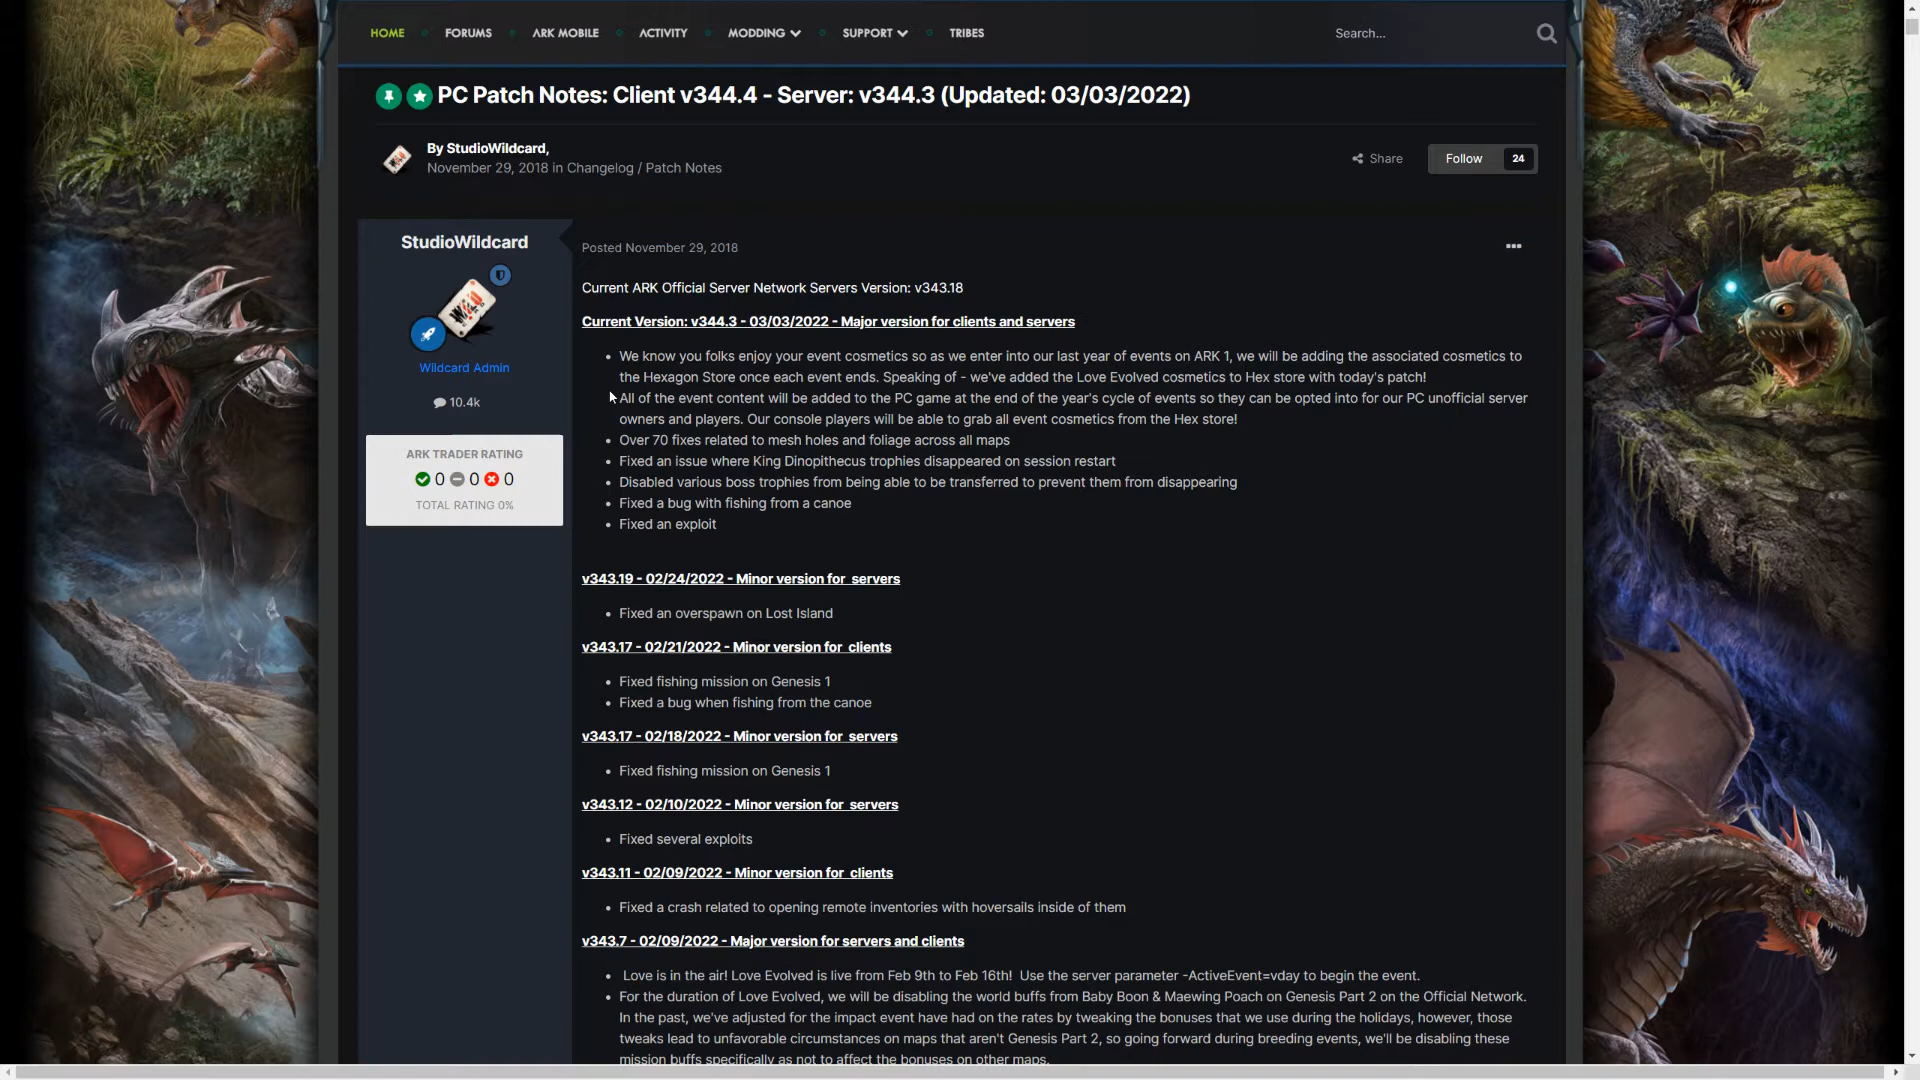 HOME FORUMS ARK MOBILE ACTIVITY MODDING SUPPORT TRIBES Search...
PC Patch Notes: Client v344.4 - Server: v344.3 (Updated: 03/03/2022)
By StudioWildcard,
November 29, 2018 in Changelog / Patch Notes
Share Follow 24
StudioWildcard
Wildcard Admin
10.4k
ARK TRADER RATING
0 0 0
TOTAL RATING 0%
Posted November 29, 2018
Current ARK Official Server Network Servers Version: v343.18
Current Version: v344.3 - 03/03/2022 - Major version for clients and servers
• We know you folks enjoy your event cosmetics so as we enter into our last year of events on ARK 1, we will be adding the associated cosmetics to
the Hexagon Store once each event ends. Speaking of - we've added the Love Evolved cosmetics to Hex store with today's patch!
All of the event content will be added to the PC game at the end of the year's cycle of events so they can be opted into for our PC unofficial server
owners and players. Our console players will be able to grab all event cosmetics from the Hex store!
• Over 70 fixes related to mesh holes and foliage across all maps
• Fixed an issue where King Dinopithecus trophies disappeared on session restart
• Disabled various boss trophies from being able to be transferred to prevent them from disappearing
• Fixed a bug with fishing from a canoe
• Fixed an exploit
v343.19 - 02/24/2022 - Minor version for servers
• Fixed an overspawn on Lost Island
v343.17 - 02/21/2022 - Minor version for clients
• Fixed fishing mission on Genesis 1
• Fixed a bug when fishing from the canoe
v343.17 - 02/18/2022 - Minor version for servers
• Fixed fishing mission on Genesis 1
v343.12 - 02/10/2022 - Minor version for servers
• Fixed several exploits
v343.11 - 02/09/2022 - Minor version for clients
• Fixed a crash related to opening remote inventories with hoversails inside of them
v343.7 - 02/09/2022 - Major version for servers and clients
• Love is in the air! Love Evolved is live from Feb 9th to Feb 16th! Use the server parameter -ActiveEvent=vday to begin the event.
• For the duration of Love Evolved, we will be disabling the world buffs from Baby Boon & Maewing Poach on Genesis Part 2 on the Official Network.
In the past, we've adjusted for the impact event have had on the rates by tweaking the bonuses that we use during the holidays, however, those
tweaks lead to unfavorable circumstances on maps that aren't Genesis Part 2, so going forward during breeding events, we'll be disabling these
mission buffs specifically as not to affect the bonuses on other maps.